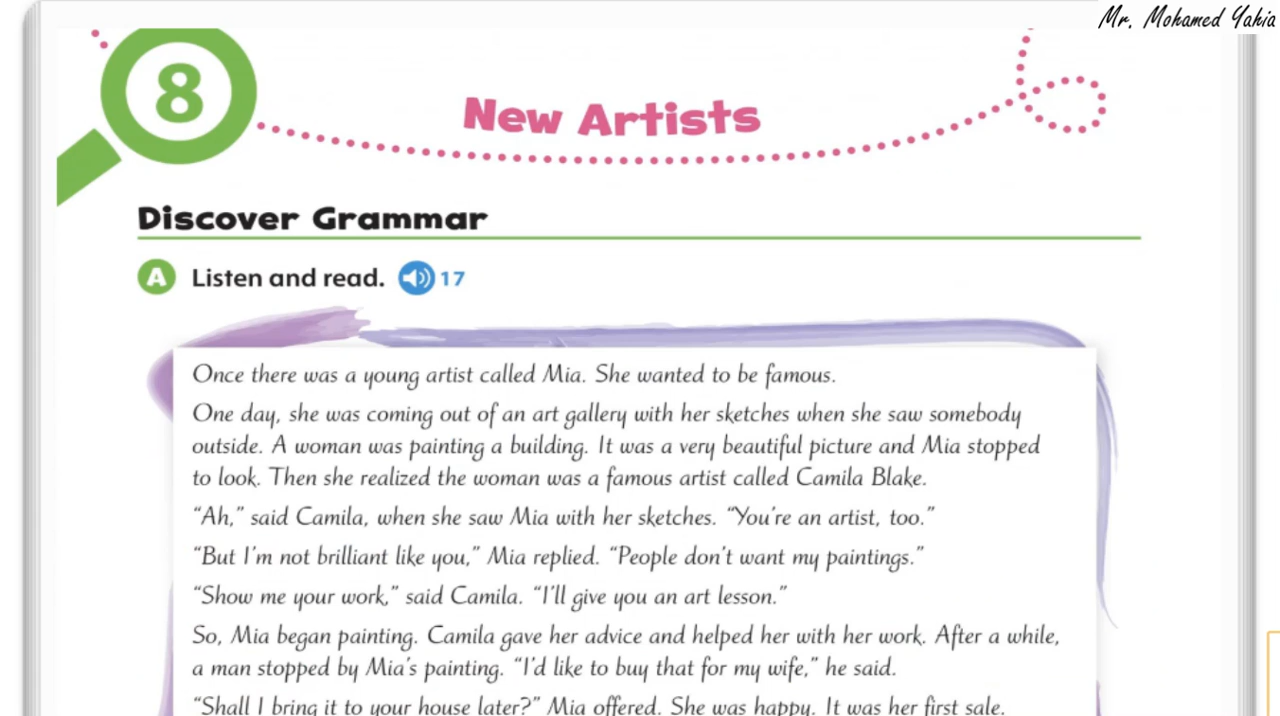 Mr. Mohamed Yahia
8
New Artists
Discover Grammar
A Listen and read. 17
Once there was a young artist called Mia. She wanted to be famous.
One day, she was coming out of an art gallery with her sketches when she saw somebody
outside. A woman was painting a building. It was a very beautiful picture and Mia stopped
to look. Then she realized the woman was a famous artist called Camila Blake.
“Ah,” said Camila, when she saw Mia with her sketches. “You’re an artist, too.”
“But I’m not brilliant like you,” Mia replied. “People don’t want my paintings.”
“Show me your work,” said Camila. “I’ll give you an art lesson.”
So, Mia began painting. Camila gave her advice and helped her with her work. After a while,
a man stopped by Mia’s painting. “I’d like to buy that for my wife,” he said.
“Shall I bring it to your house later?” Mia offered. She was happy. It was her first sale.